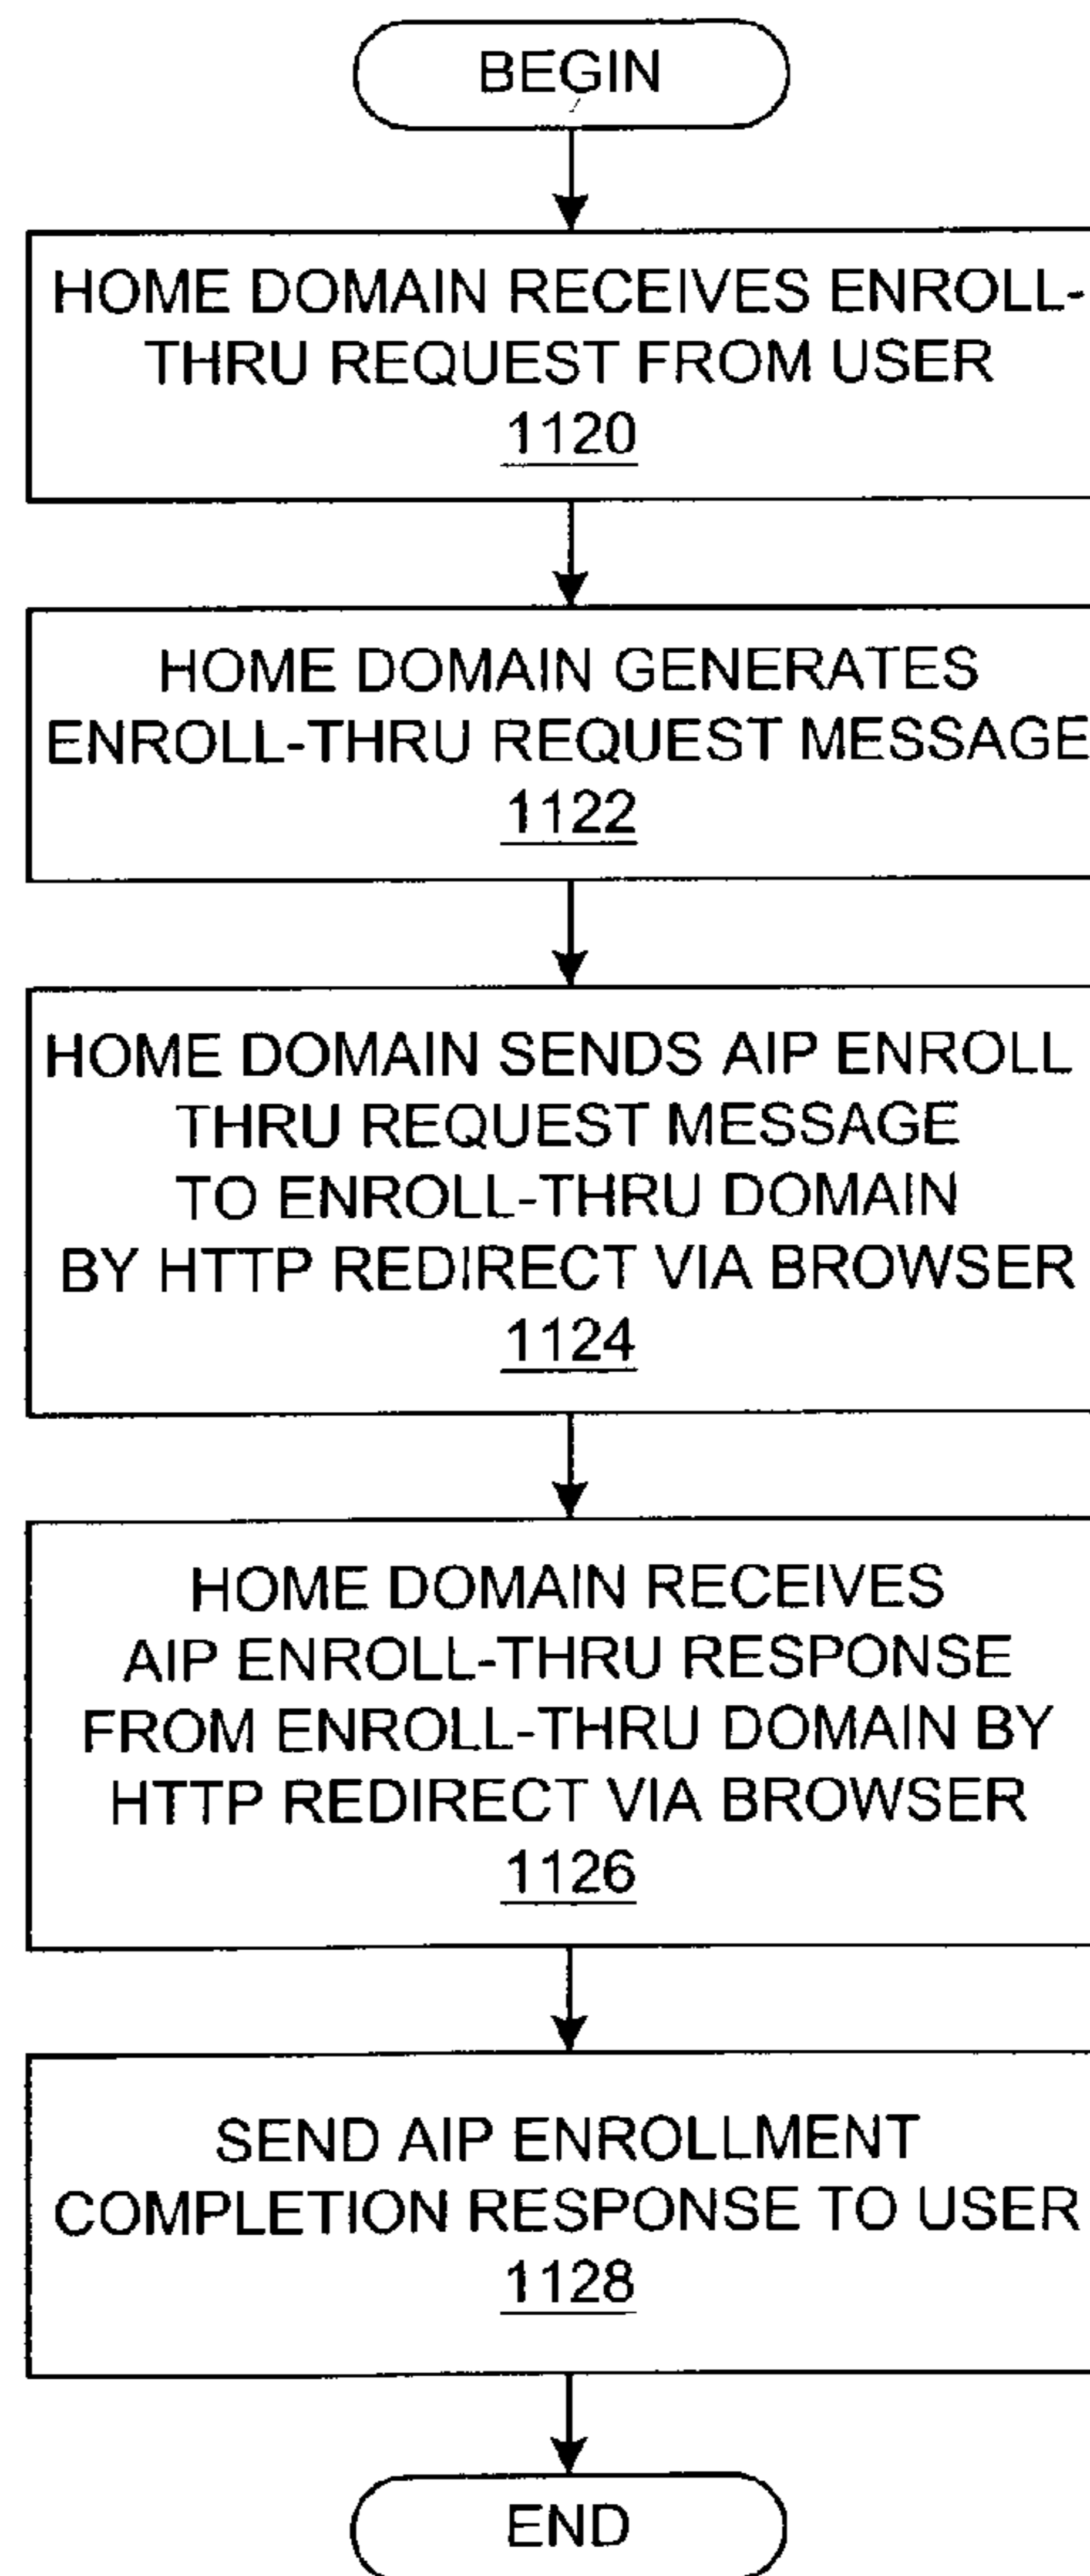 BEGIN
HOME DOMAIN RECEIVES ENROLL-
THRU REQUEST FROM USER
1120
HOME DOMAIN GENERATES
ENROLL-THRU REQUEST MESSAGE
1122
HOME DOMAIN SENDS AIP ENROLL
THRU REQUEST MESSAGE
TO ENROLL-THRU DOMAIN
BY HTTP REDIRECT VIA BROWSER
1124
HOME DOMAIN RECEIVES
AIP ENROLL-THRU RESPONSE
FROM ENROLL-THRU DOMAIN BY
HTTP REDIRECT VIA BROWSER
1126
SEND AIP ENROLLMENT
COMPLETION RESPONSE TO USER
1128
END